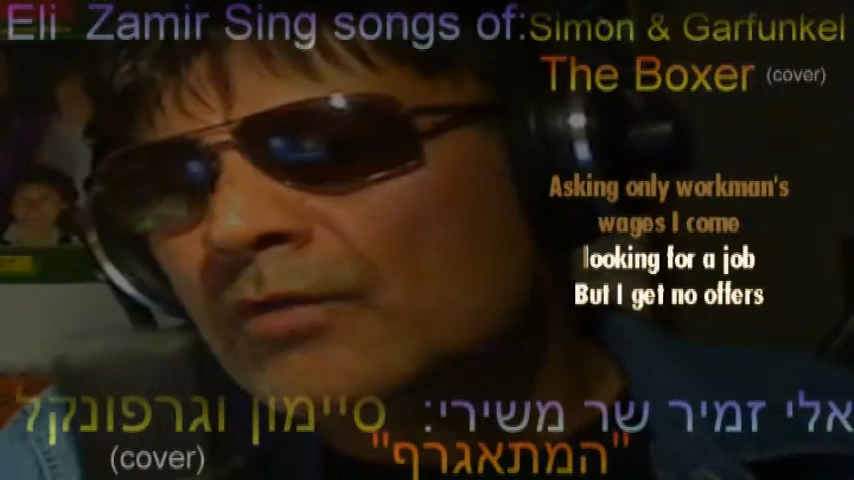 Eli Zamir Sing songs of:Simon & Garfunkel
The Boxer (cover)
Asking only workman's
wages I come
looking for a job
But I get no offers
אלי זמיר שר משירי: סיימון וגרפונקל
"המתאגרף"
(cover)